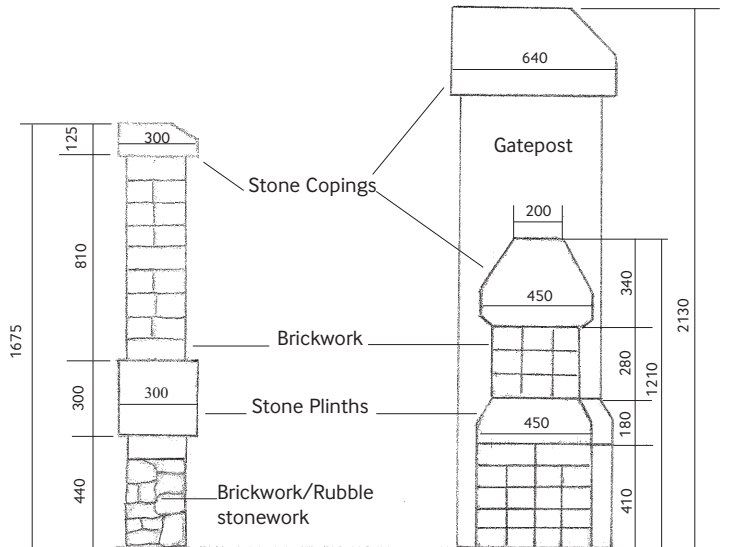 640
125
300
Gatepost
Stone Copings
200
810
340
450
2130
1675
Brickwork
280
1210
300
300
Stone Plinths
450
180
440
Brickwork/Rubble
stonework
410